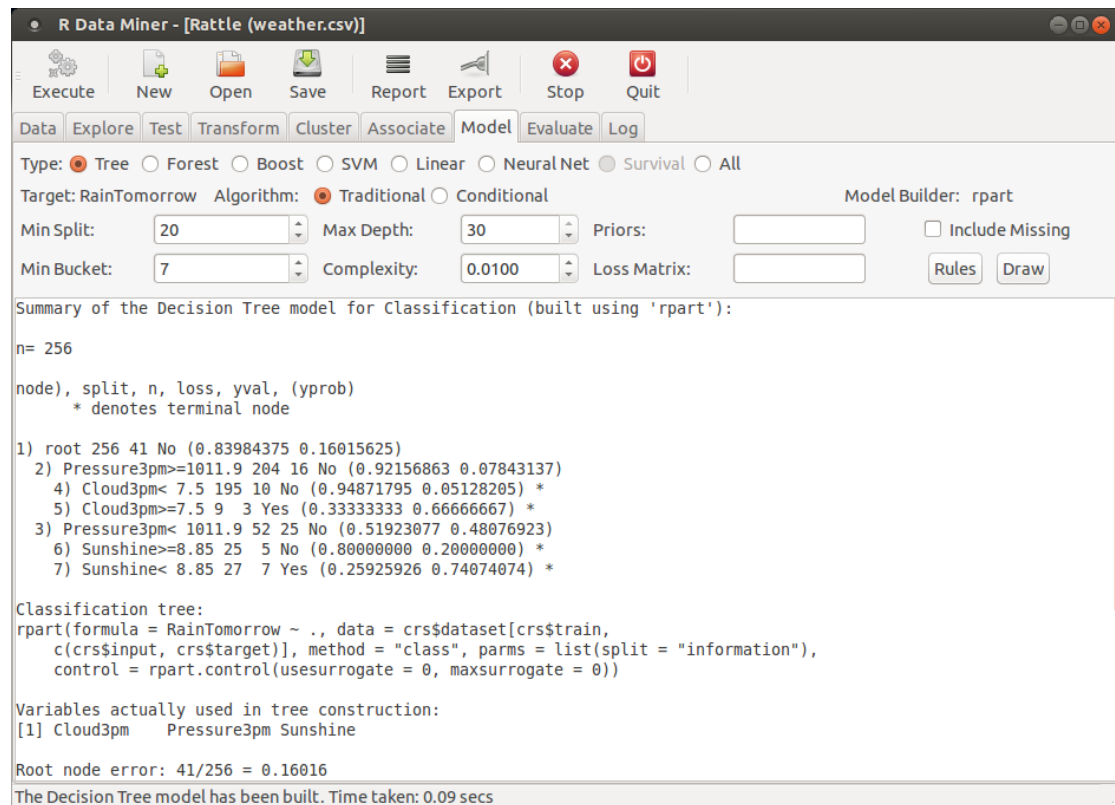 R Data Miner - [Rattle (weather.csv)]
Execute New Open Save Report Export Stop Quit
Data Explore Test Transform Cluster Associate Model Evaluate Log
Type: Tree Forest Boost SVM Linear Neural Net Survival All
Target: RainTomorrow Algorithm: Traditional Conditional Model Builder: rpart
Min Split: 20 Max Depth: 30 Priors: Include Missing
Min Bucket: 7 Complexity: 0.0100 Loss Matrix: Rules Draw
Summary of the Decision Tree model for Classification (built using 'rpart'):
n= 256
node), split, n, loss, yval, (yprob)
      * denotes terminal node
1) root 256 41 No (0.83984375 0.16015625)
  2) Pressure3pm>=1011.9 204 16 No (0.92156863 0.07843137)
    4) Cloud3pm< 7.5 195 10 No (0.94871795 0.05128205) *
    5) Cloud3pm>=7.5 9  3 Yes (0.33333333 0.66666667) *
  3) Pressure3pm< 1011.9 52 25 No (0.51923077 0.48076923)
    6) Sunshine>=8.85 25  5 No (0.80000000 0.20000000) *
    7) Sunshine< 8.85 27  7 Yes (0.25925926 0.74074074) *
Classification tree:
rpart(formula = RainTomorrow ~ ., data = crs$dataset[crs$train,
    c(crs$input, crs$target)], method = "class", parms = list(split = "information"),
    control = rpart.control(usesurrogate = 0, maxsurrogate = 0))
Variables actually used in tree construction:
[1] Cloud3pm    Pressure3pm Sunshine
Root node error: 41/256 = 0.16016
The Decision Tree model has been built. Time taken: 0.09 secs